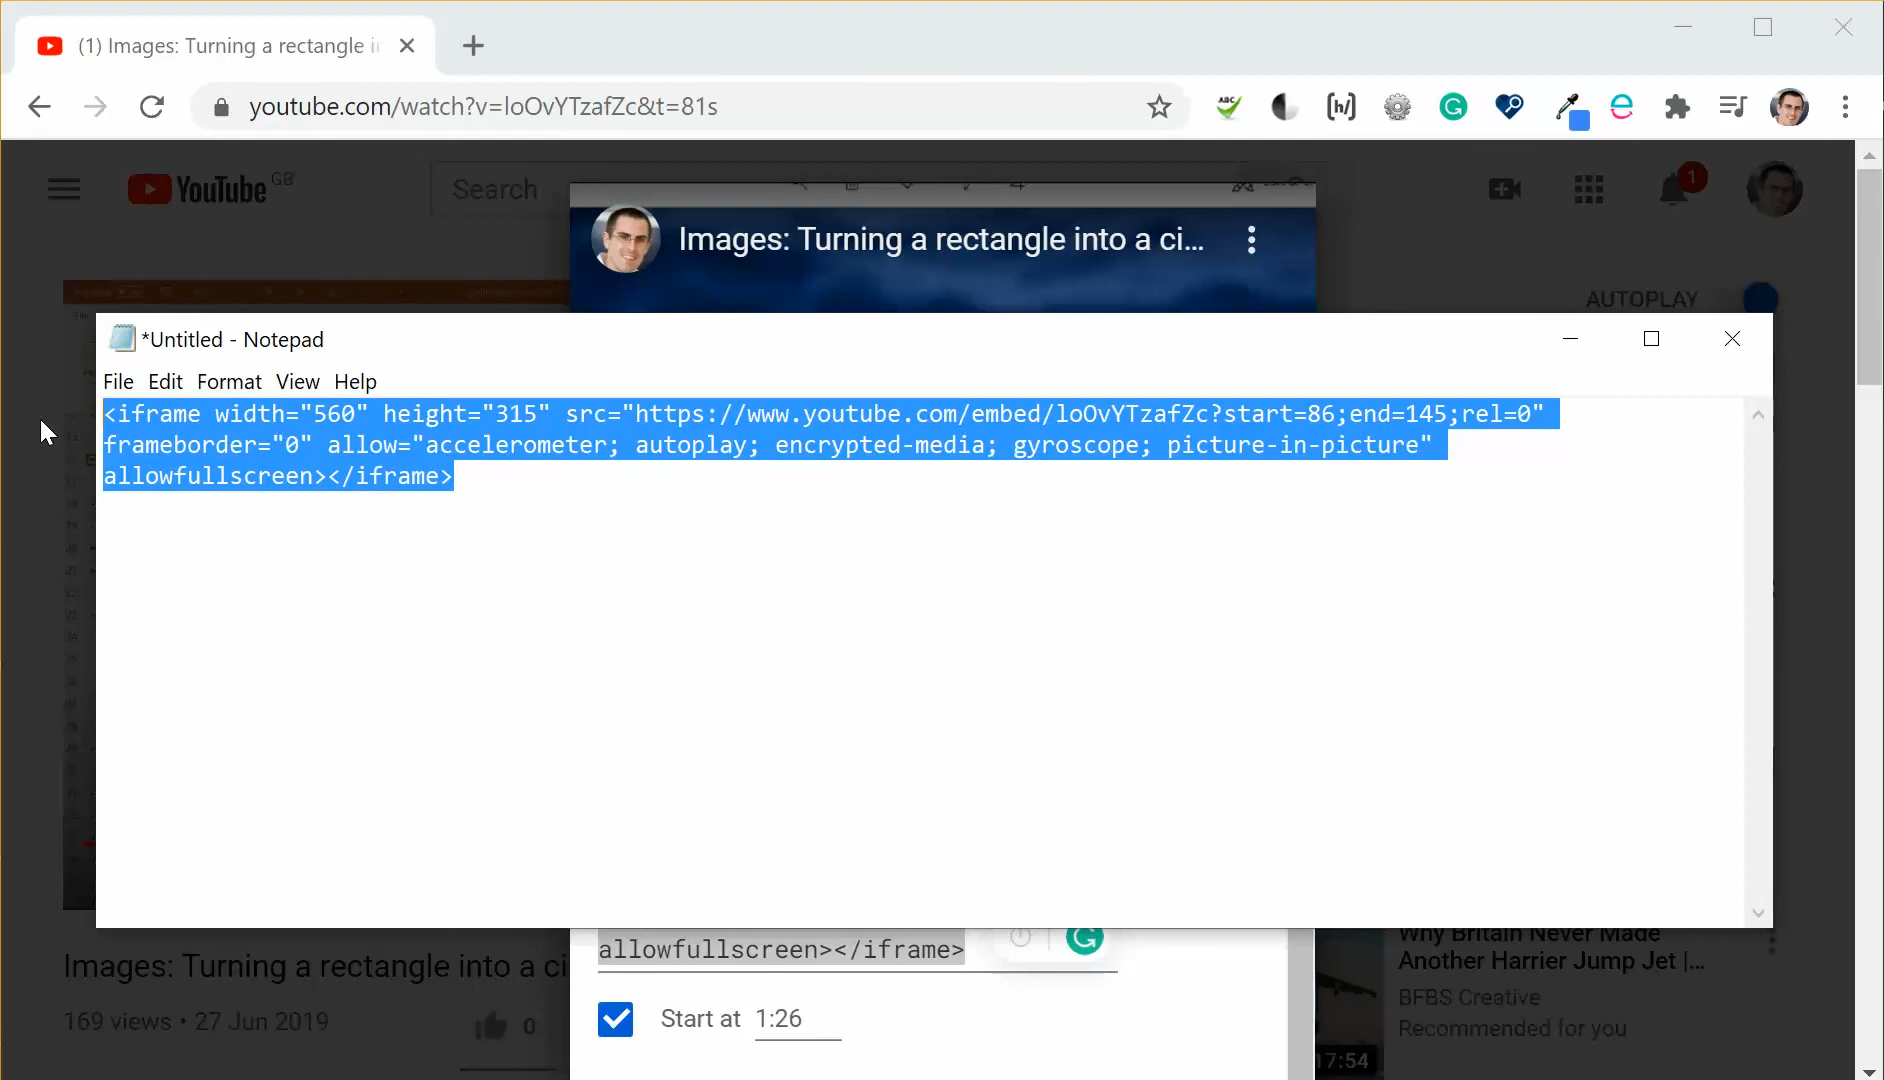 (1) Images: Turning a rectangle
youtube.com/watch?v=loOvYTzafZc&t=81s
ABC
[h/]
YouTube GB
Search
1
Images: Turning a rectangle into a ci...
AUTOPLAY
*Untitled - Notepad
File Edit Format View Help
<iframe width="560" height="315" src="https://www.youtube.com/embed/loOvYTzafZc?start=86;end=145;rel=0"
frameborder="0" allow="accelerometer; autoplay; encrypted-media; gyroscope; picture-in-picture"
allowfullscreen></iframe>
allowfullscreen></iframe>
Why Britain Never Made
Another Harrier Jump Jet |...
Images: Turning a rectangle into a ci
BFBS Creative
169 views • 27 Jun 2019
0
Start at 1:26
Recommended for you
17:54